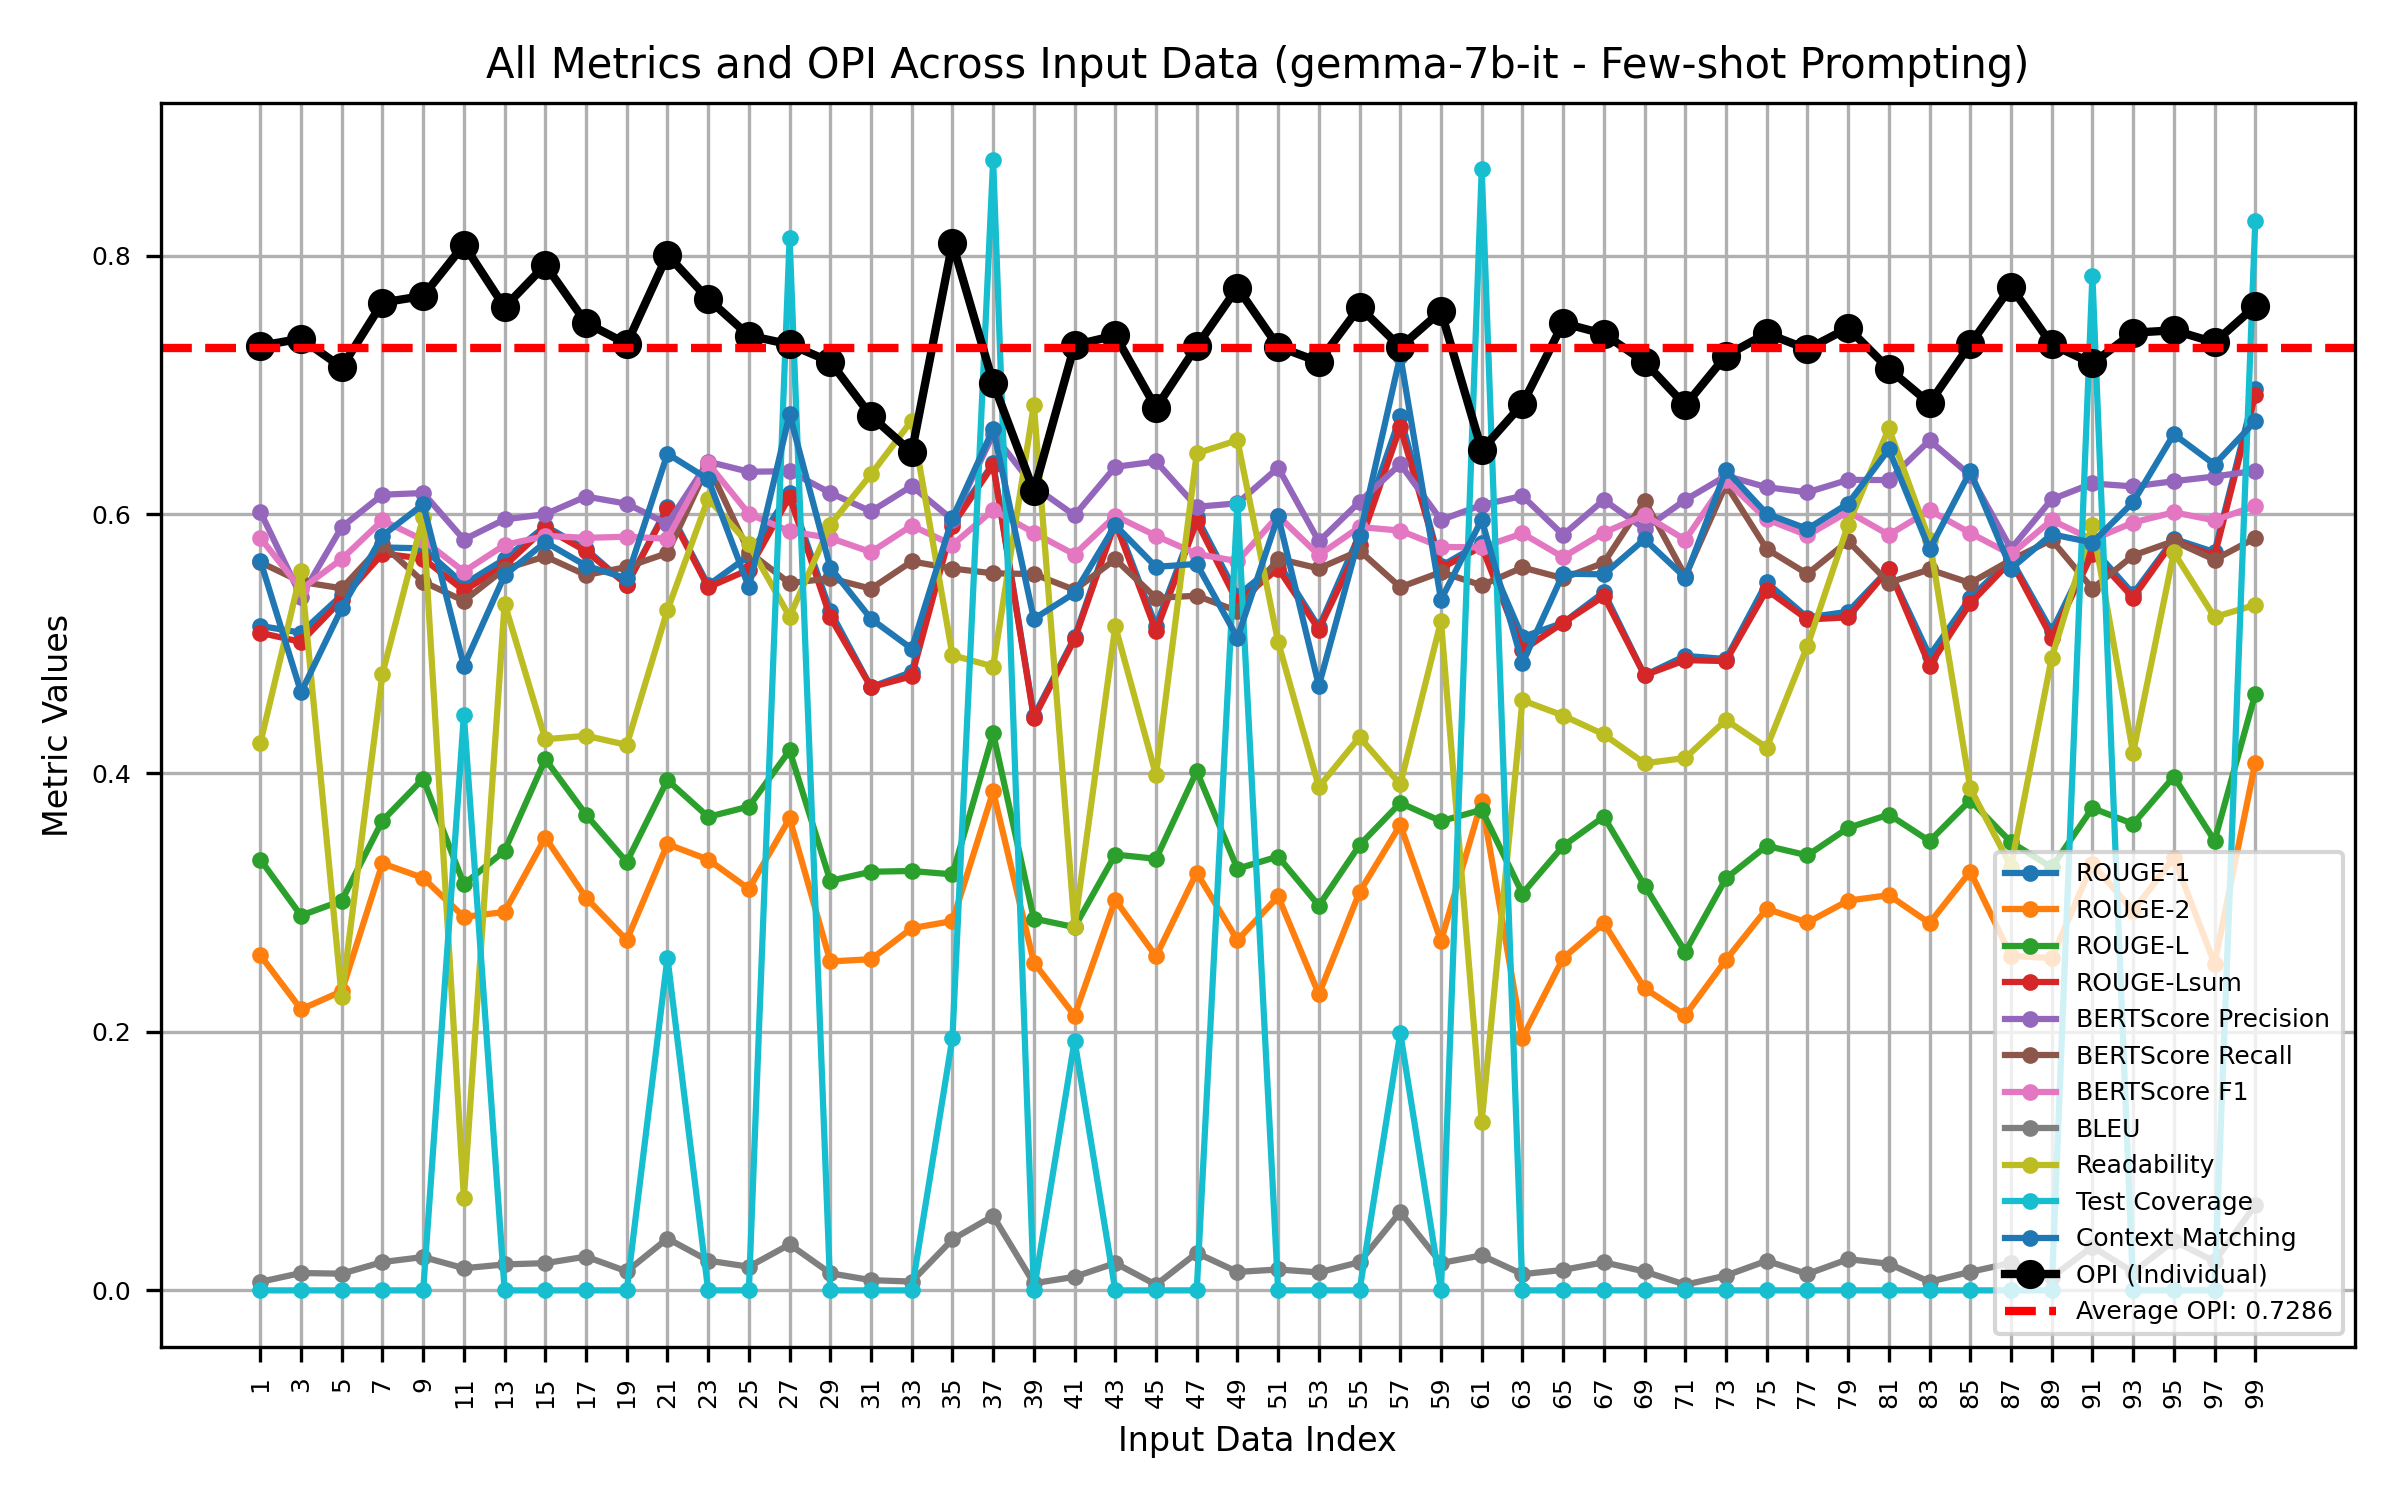 All Metrics and OPI Across Input Data (gemma-7b-it - Few-shot Prompting)
Metric Values
0.8
0.6
0.4
0.2
0.0
ROUGE-1
ROUGE-2
ROUGE-L
ROUGE-Lsum
BERTScore Precision
BERTScore Recall
BERTScore F1
BLEU
Readability
Test Coverage
Context Matching
OPI (Individual)
Average OPI: 0.7286
1 3 5 7 9 11 13 15 17 19 21 23 25 27 29 31 33 35 37 39 41 43 45 47 49 51 53 55 57 59 61 63 65 67 69 71 73 75 77 79 81 83 85 87 89 91 93 95 97 99
Input Data Index